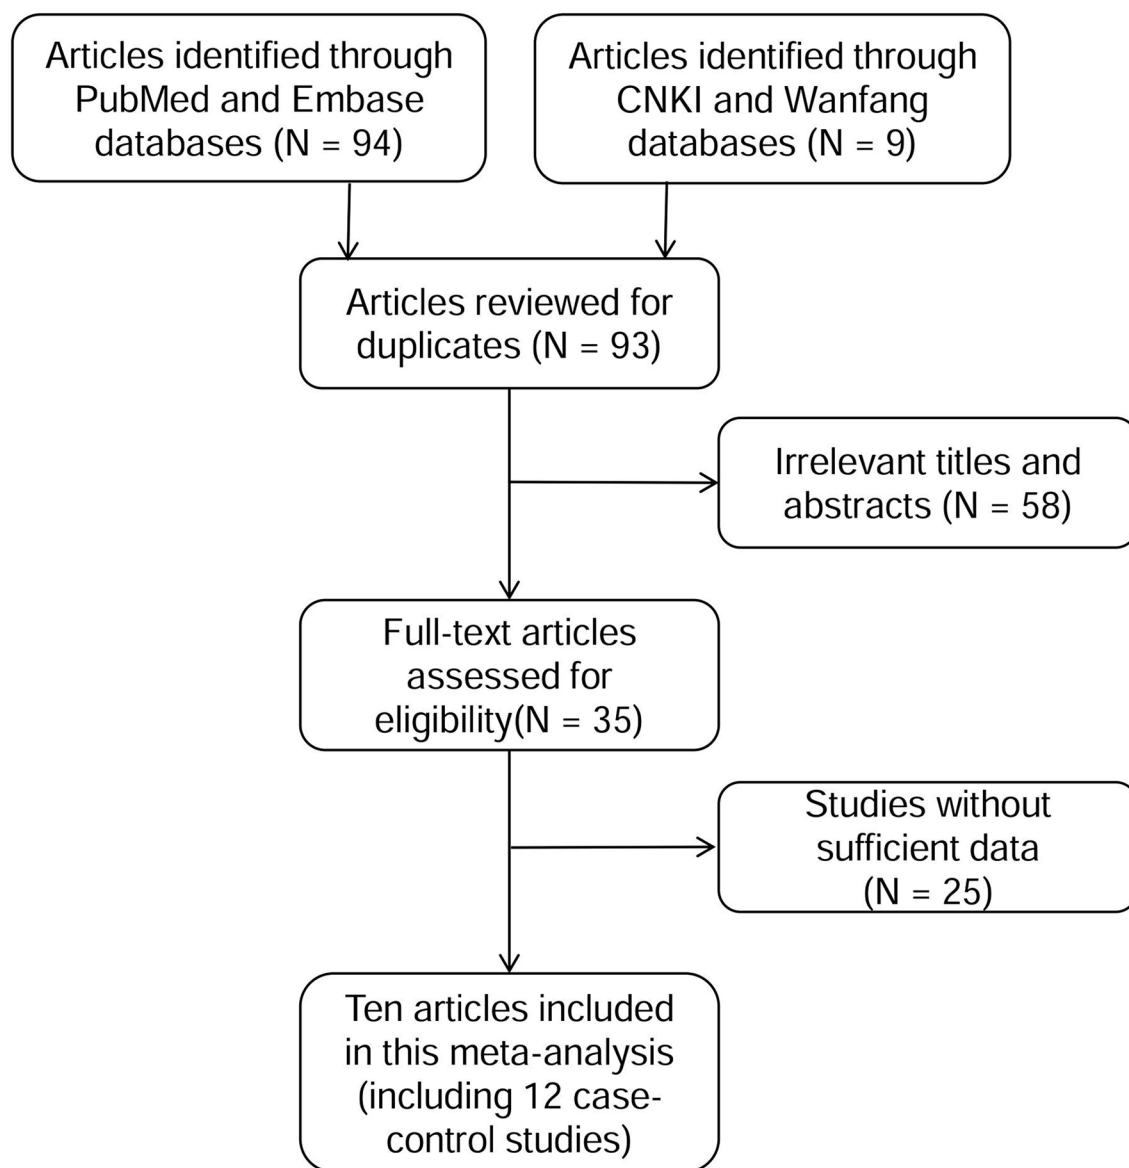 Articles identified through
PubMed and Embase
databases (N = 94)
Articles identified through
CNKI and Wanfang
databases (N = 9)
Articles reviewed for
duplicates (N = 93)
Irrelevant titles and
abstracts (N = 58)
Full-text articles
assessed for
eligibility(N = 35)
Studies without
sufficient data
(N = 25)
Ten articles included
in this meta-analysis
(including 12 case-
control studies)